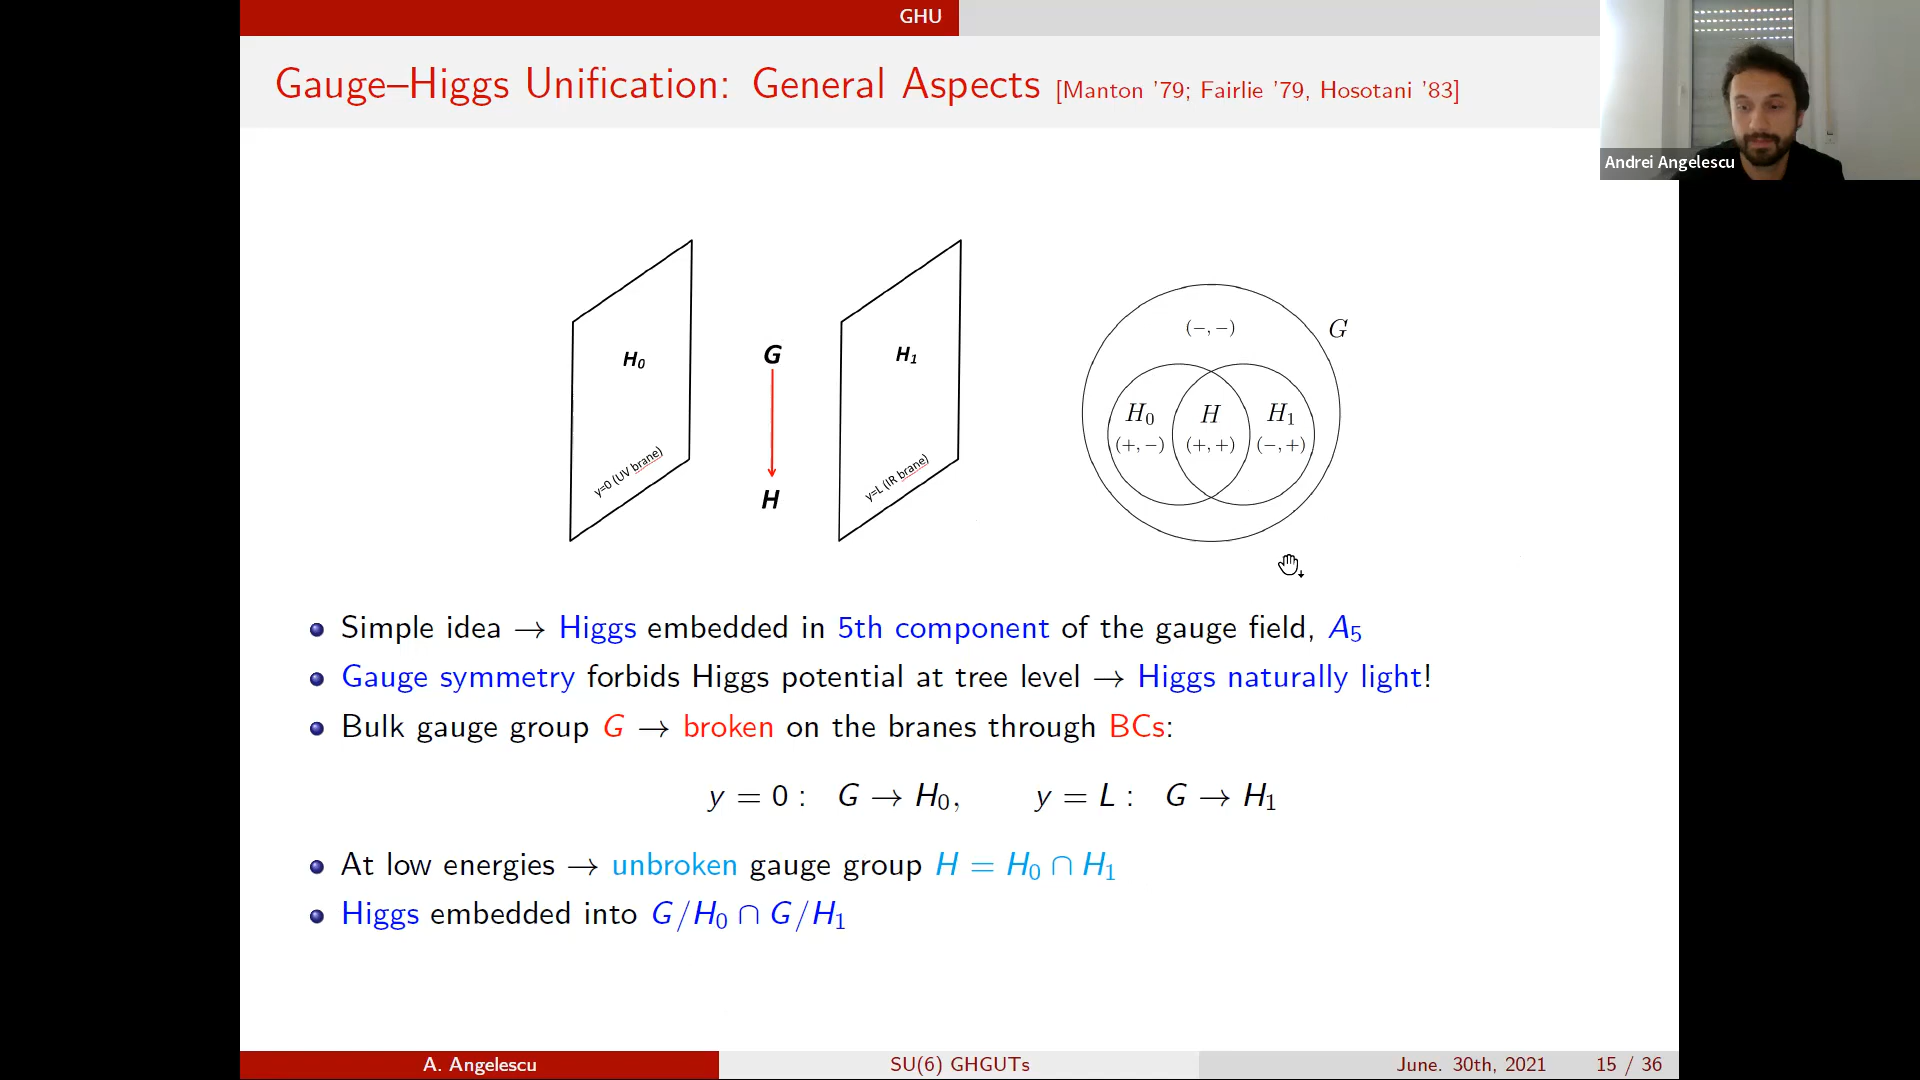 GHU
Gauge–Higgs Unification: General Aspects [Manton '79; Fairlie '79, Hosotani '83]
Andrei Angelescu
H₀
y=0 (UV brane)
G
H
H₁
y=L (IR brane)
(−, −)
G
H₀ H H₁
(+, −) (+, +) (−, +)
Simple idea → Higgs embedded in 5th component of the gauge field, A₅
Gauge symmetry forbids Higgs potential at tree level → Higgs naturally light!
Bulk gauge group G → broken on the branes through BCs:
y = 0 : G → H₀, y = L : G → H₁
At low energies → unbroken gauge group H = H₀ ∩ H₁
Higgs embedded into G/H₀ ∩ G/H₁
A. Angelescu SU(6) GHGUTs June. 30th, 2021 15 / 36